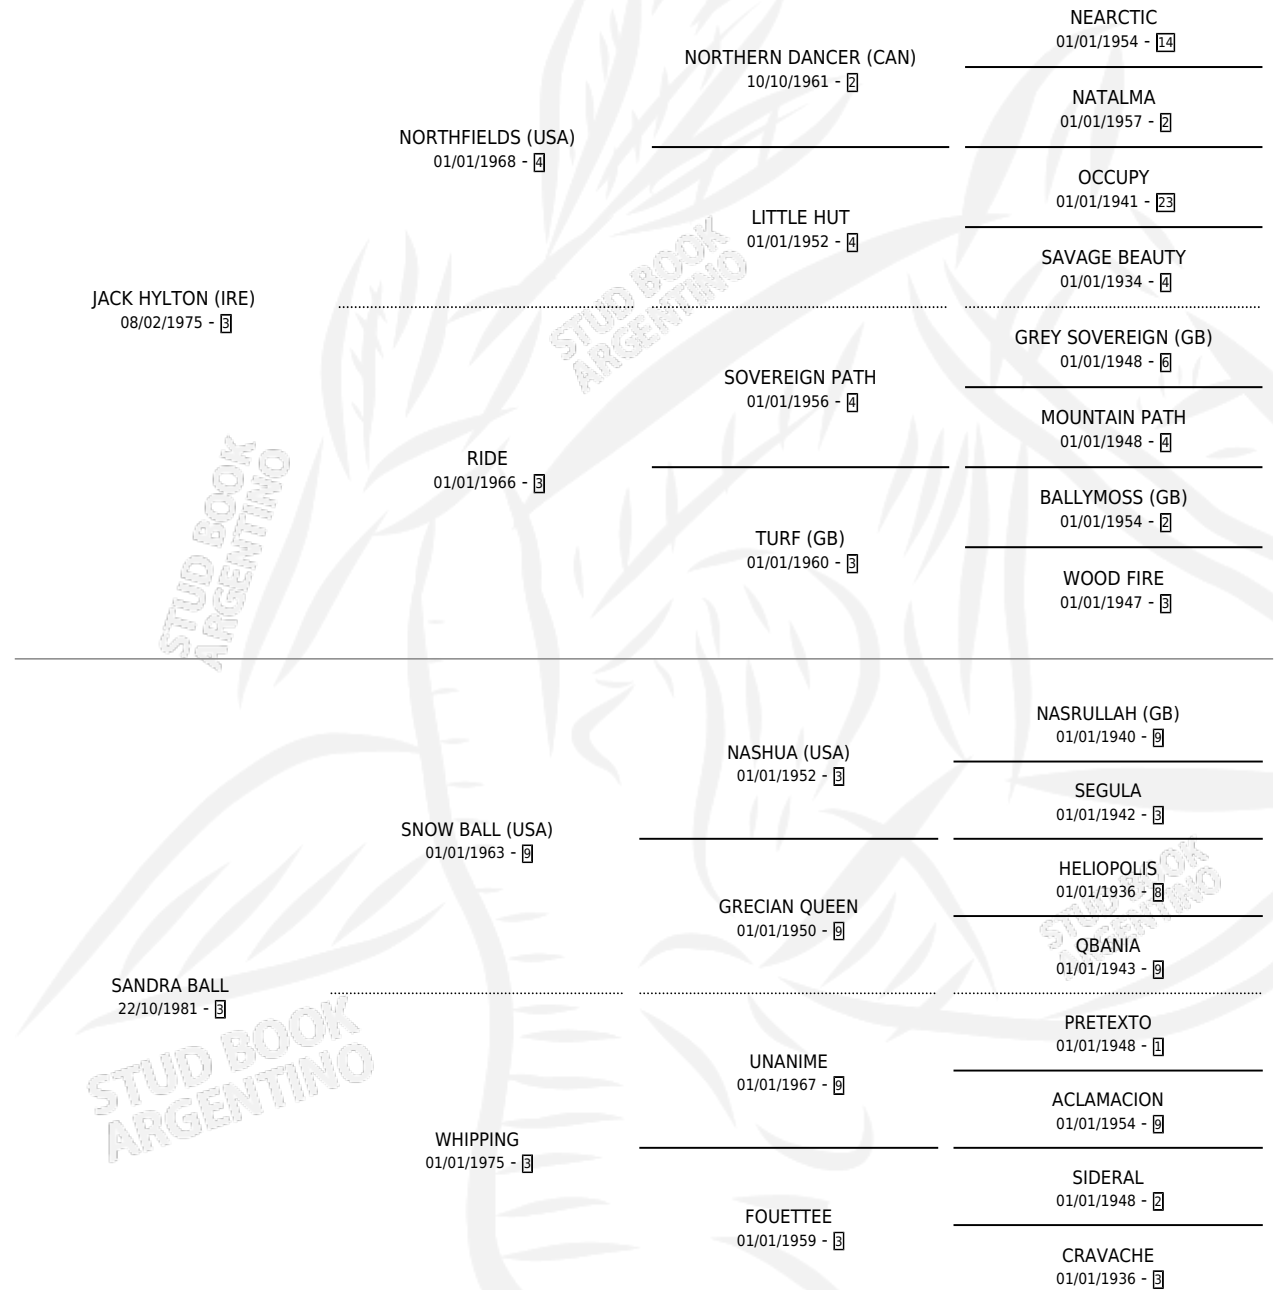 NEARCTIC
01/01/1954 - 14
NORTHERN DANCER (CAN)
10/10/1961 - 2
NATALMA
01/01/1957 - 2
NORTHFIELDS (USA)
01/01/1968 - 4
OCCUPY
01/01/1941 - 23
LITTLE HUT
01/01/1952 - 4
SAVAGE BEAUTY
01/01/1934 - 4
JACK HYLTON (IRE)
08/02/1975 - 3
GREY SOVEREIGN (GB)
01/01/1948 - 6
SOVEREIGN PATH
01/01/1956 - 4
MOUNTAIN PATH
01/01/1948 - 4
RIDE
01/01/1966 - 3
BALLYMOSS (GB)
01/01/1954 - 2
TURF (GB)
01/01/1960 - 3
WOOD FIRE
01/01/1947 - 3
STUD BOOK
ARGENTINO
STUD BOOK
ARGENTINO
NASRULLAH (GB)
01/01/1940 - 9
NASHUA (USA)
01/01/1952 - 3
SEGULA
01/01/1942 - 3
SNOW BALL (USA)
01/01/1963 - 9
HELIOPOLIS
01/01/1936 - 8
GRECIAN QUEEN
01/01/1950 - 9
QBANIA
01/01/1943 - 9
SANDRA BALL
22/10/1981 - 3
PRETEXTO
01/01/1948 - 1
UNANIME
01/01/1967 - 9
ACLAMACION
01/01/1954 - 9
WHIPPING
01/01/1975 - 3
SIDERAL
01/01/1948 - 2
FOUETTEE
01/01/1959 - 3
CRAVACHE
01/01/1936 - 3
STUD BOOK
ARGENTINO
STUD BOOK
ARGENTINO